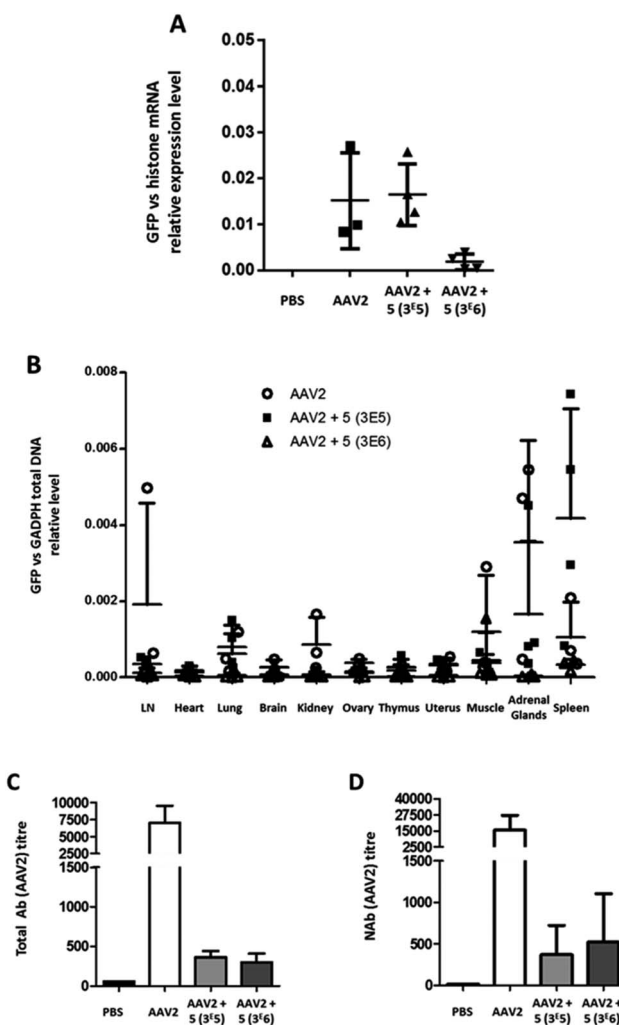 A
GFP vs histone mRNA
relative expression level
0.05
0.04
0.03
0.02
0.01
0.00
PBS
AAV2
AAV2 +
5 (3ᴱ5)
AAV2 +
5 (3ᴱ6)
B
GFP vs GADPH total DNA
relative level
0.008
0.006
0.004
0.002
0.000
AAV2
AAV2 + 5 (3E5)
AAV2 + 5 (3E6)
LN
Heart
Lung
Brain
Kidney
Ovary
Thymus
Uterus
Muscle
Adrenal
Glands
Spleen
C
Total Ab (AAV2) titre
10000
7500
5000
2500
1500
1000
500
0
PBS
AAV2
AAV2 +
5 (3ᴱ5)
AAV2 +
5 (3ᴱ6)
D
NAb (AAV2) titre
40000
27500
15000
2500
1500
1000
500
0
PBS
AAV2
AAV2 +
5 (3ᴱ5)
AAV2 +
5 (3ᴱ6)